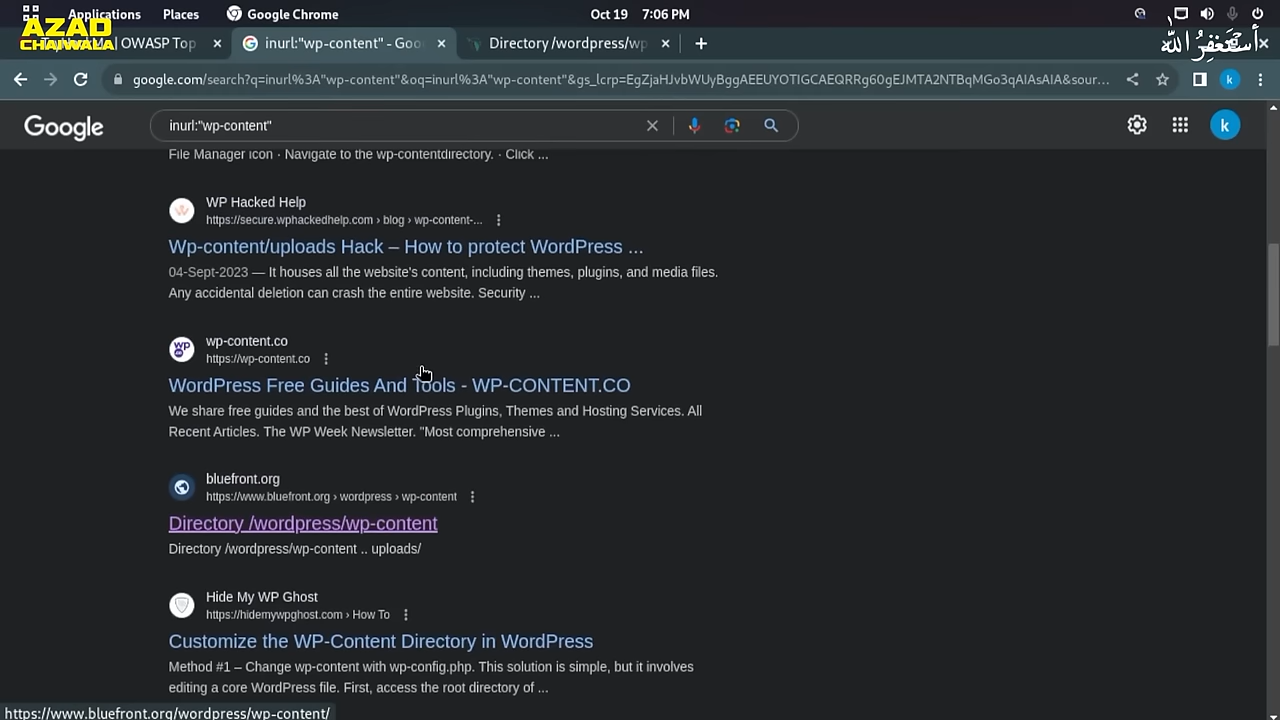 Applications Places Google Chrome Oct 19 7:06 PM
AZAD
CHAIWALA
OWASP Top
inurl:"wp-content" - Goo
Directory /wordpress/wp
أستغفر الله
google.com/search?q=inurl%3A"wp-content"&oq=inurl%3A"wp-content"&gs_lcrp=EgZjaHJvbWUyBggAEEUYOTIGCAEQRRg60gEJMTA2NTBqMGo3qAIAsAIA&sour...
k
Google
inurl:"wp-content"
k
File Manager icon · Navigate to the wp-contentdirectory. · Click ...
WP Hacked Help
https://secure.wphackedhelp.com › blog › wp-content-...
Wp-content/uploads Hack – How to protect WordPress ...
04-Sept-2023 — It houses all the website's content, including themes, plugins, and media files.
Any accidental deletion can crash the entire website. Security ...
wp-content.co
https://wp-content.co
WordPress Free Guides And Tools - WP-CONTENT.CO
We share free guides and the best of WordPress Plugins, Themes and Hosting Services. All
Recent Articles. The WP Week Newsletter. "Most comprehensive ...
bluefront.org
https://www.bluefront.org › wordpress › wp-content
Directory /wordpress/wp-content
Directory /wordpress/wp-content .. uploads/
Hide My WP Ghost
https://hidemywpghost.com › How To
Customize the WP-Content Directory in WordPress
Method #1 – Change wp-content with wp-config.php. This solution is simple, but it involves
editing a core WordPress file. First, access the root directory of ...
https://www.bluefront.org/wordpress/wp-content/